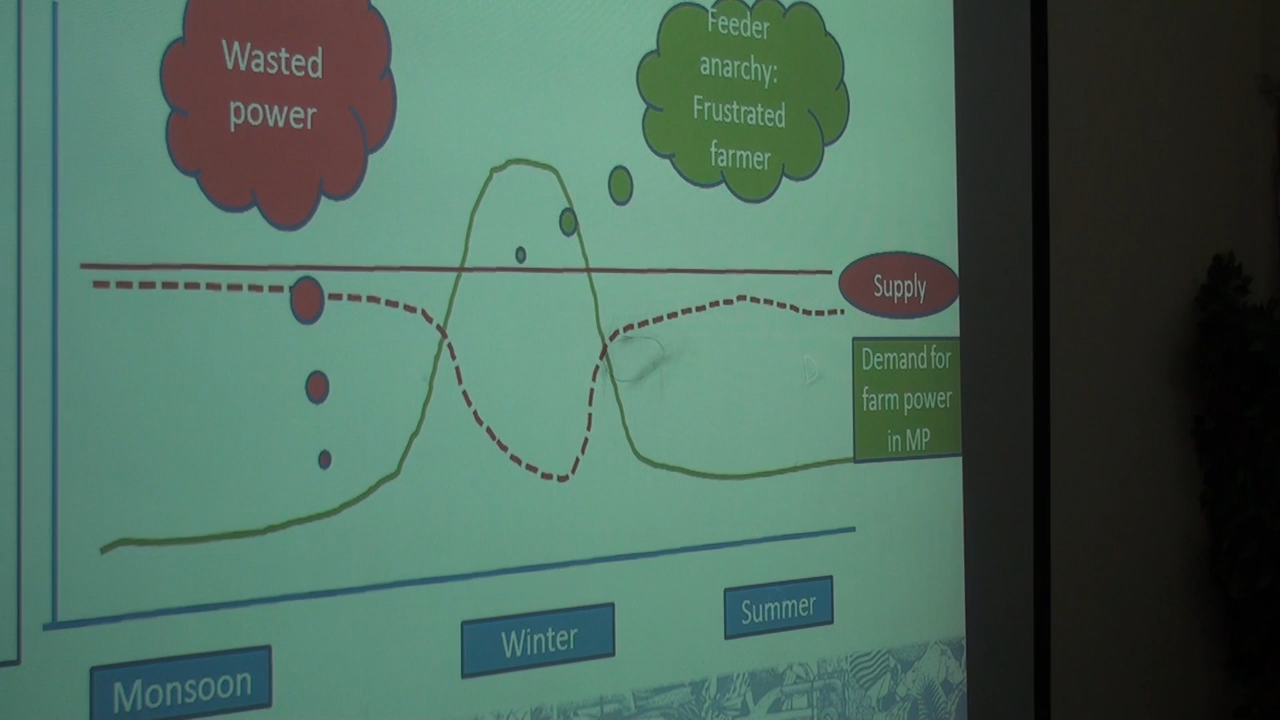 Wasted
power
Feeder
anarchy:
Frustrated
farmer
Supply
Demand for
farm power
in MP
Monsoon
Winter
Summer